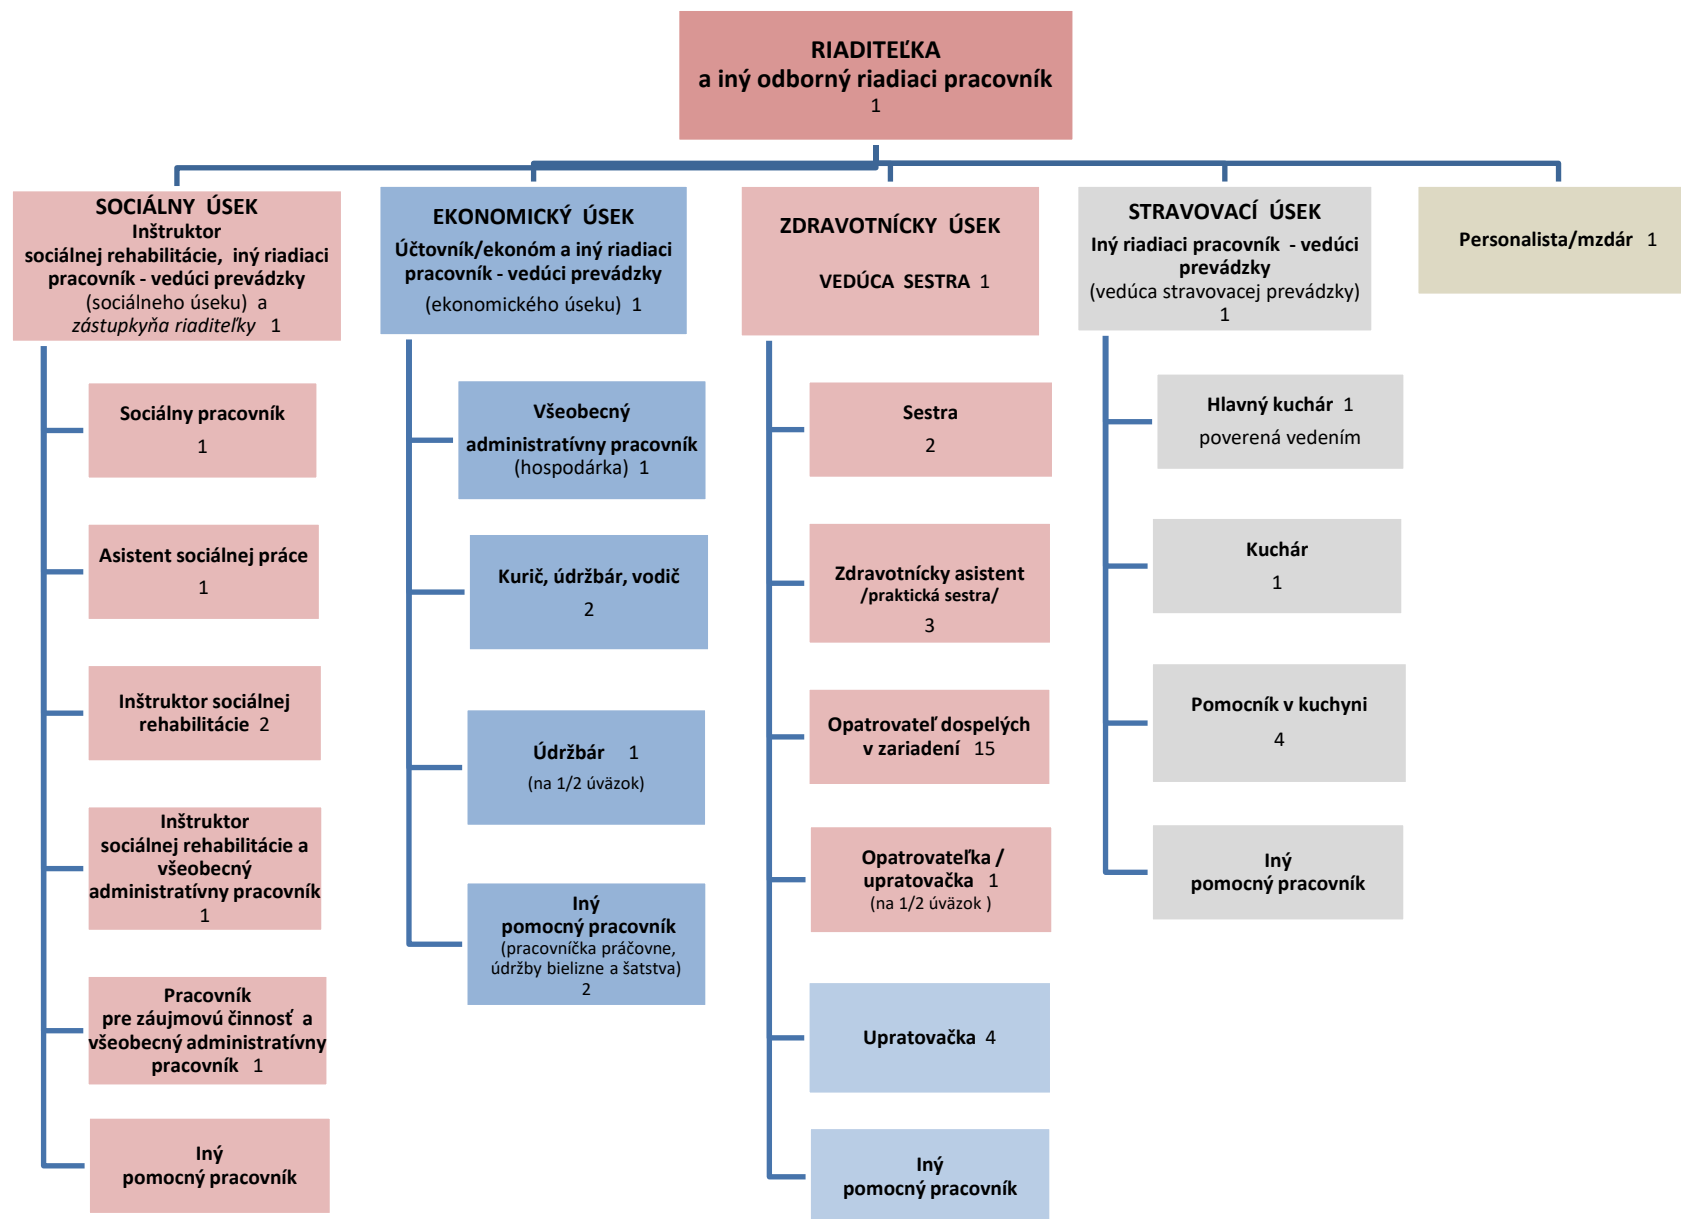 RIADITEĽKA
a iný odborný riadiaci pracovník
1
SOCIÁLNY ÚSEK
Inštruktor
sociálnej rehabilitácie, iný riadiaci
pracovník - vedúci prevádzky
(sociálneho úseku) a
zástupkyňa riaditeľky 1
Sociálny pracovník
1
Asistent sociálnej práce
1
Inštruktor sociálnej
rehabilitácie 2
Inštruktor
sociálnej rehabilitácie a
všeobecný
administratívny pracovník
1
Pracovník
pre záujmovú činnosť a
všeobecný administratívny
pracovník 1
Iný
pomocný pracovník
EKONOMICKÝ ÚSEK
Účtovník/ekonóm a iný riadiaci
pracovník - vedúci prevádzky
(ekonomického úseku) 1
Všeobecný
administratívny pracovník
(hospodárka) 1
Kurič, údržbár, vodič
2
Údržbár 1
(na 1/2 úväzok)
Iný
pomocný pracovník
(pracovníčka práčovne,
údržby bielizne a šatstva)
2
ZDRAVOTNÍCKY ÚSEK
VEDÚCA SESTRA 1
Sestra
2
Zdravotnícky asistent
/praktická sestra/
3
Opatrovateľ dospelých
v zariadení 15
Opatrovateľka /
upratovačka 1
(na 1/2 úväzok )
Upratovačka 4
Iný
pomocný pracovník
STRAVOVACÍ ÚSEK
Iný riadiaci pracovník - vedúci
prevádzky
(vedúca stravovacej prevádzky)
1
Hlavný kuchár 1
poverená vedením
Kuchár
1
Pomocník v kuchyni
4
Iný
pomocný pracovník
Personalista/mzdár 1